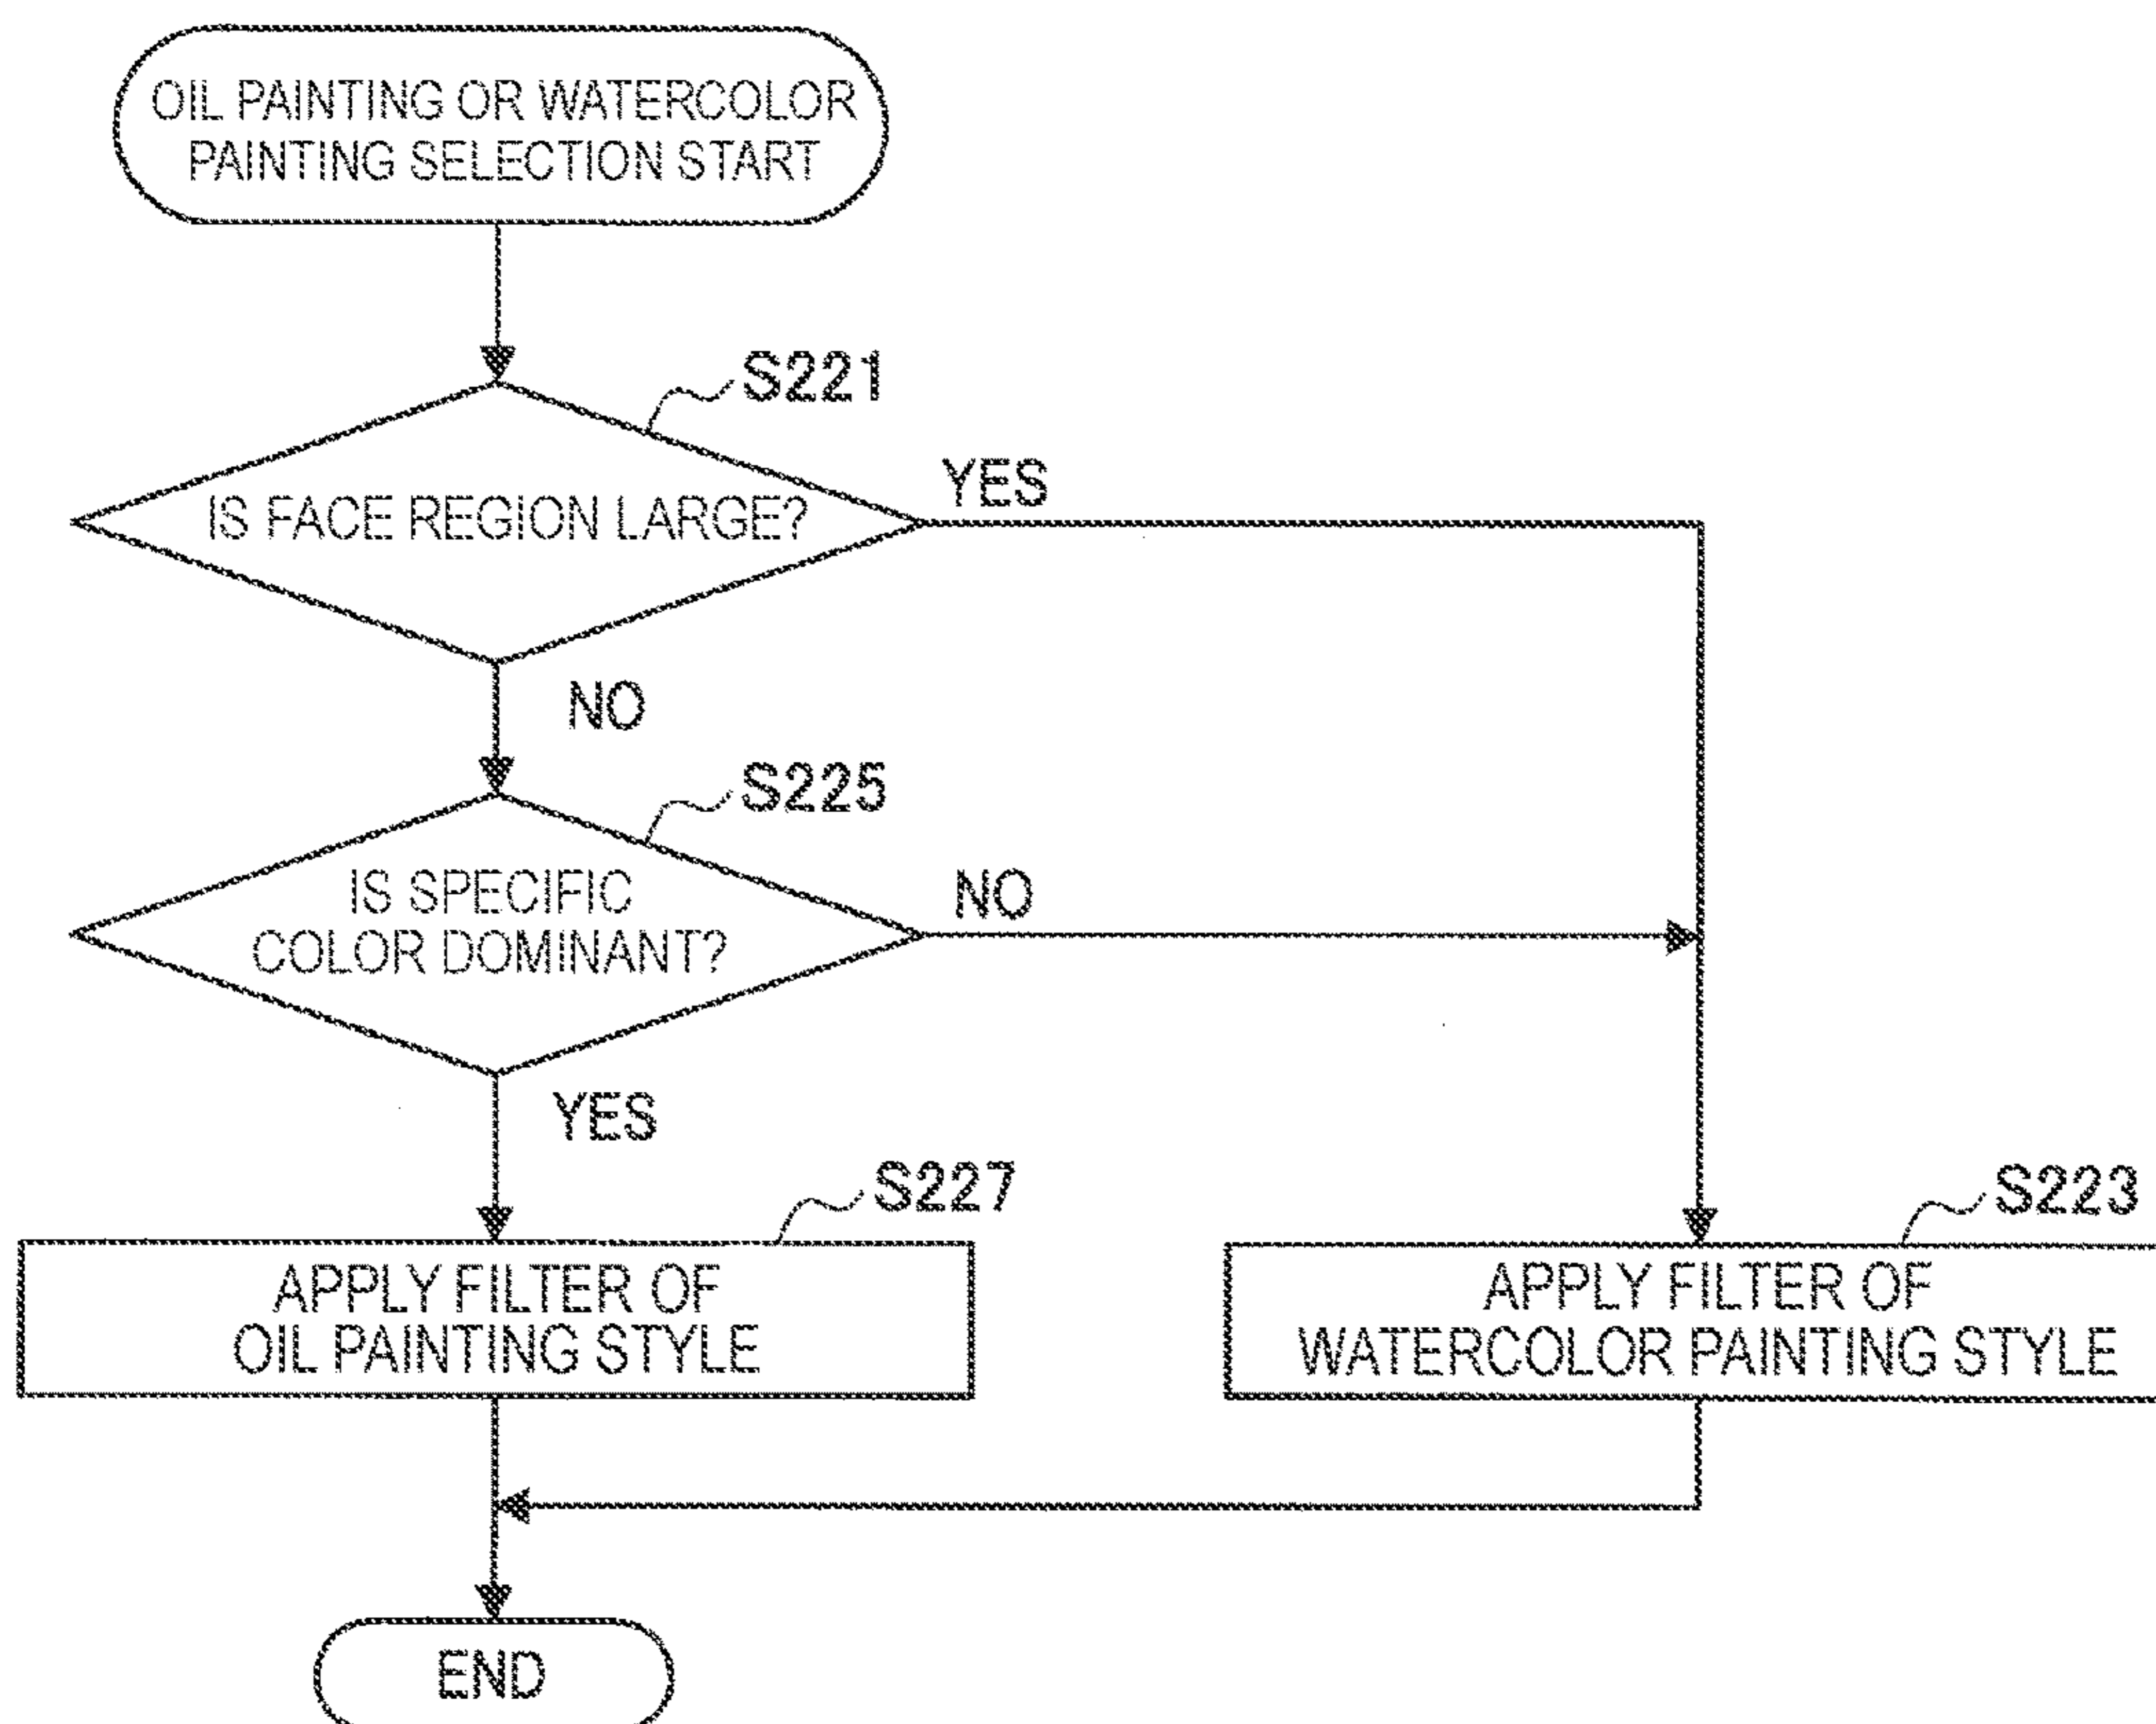 OIL PAINTING OR WATERCOLOR
PAINTING SELECTION START
S221
IS FACE REGION LARGE?
YES
NO
S225
IS SPECIFIC
COLOR DOMINANT?
NO
YES
S227
S223
APPLY FILTER OF
OIL PAINTING STYLE
APPLY FILTER OF
WATERCOLOR PAINTING STYLE
END